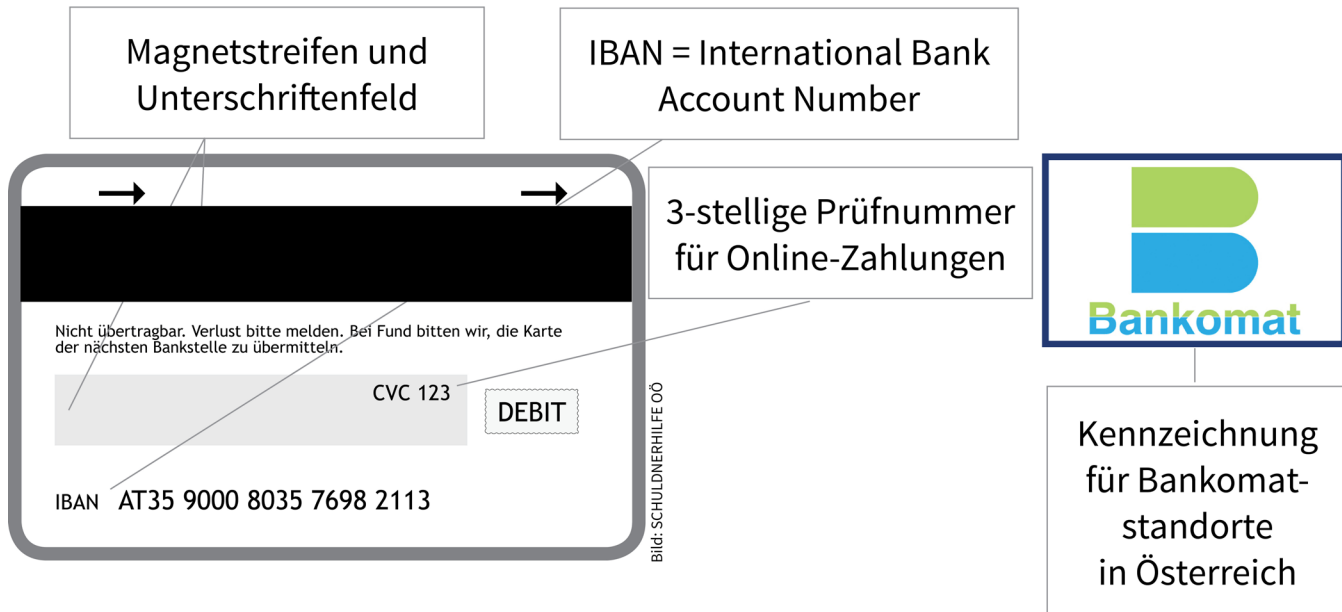 Magnetstreifen und
Unterschriftenfeld
IBAN = International Bank
Account Number
3-stellige Prüfnummer
für Online-Zahlungen
Nicht übertragbar. Verlust bitte melden. Bei Fund bitten wir, die Karte
der nächsten Bankstelle zu übermitteln.
CVC 123
DEBIT
IBAN AT35 9000 8035 7698 2113
Bild: SCHULDNERHILFE OÖ
Bankomat
Kennzeichnung
für Bankomat-
standorte
in Österreich